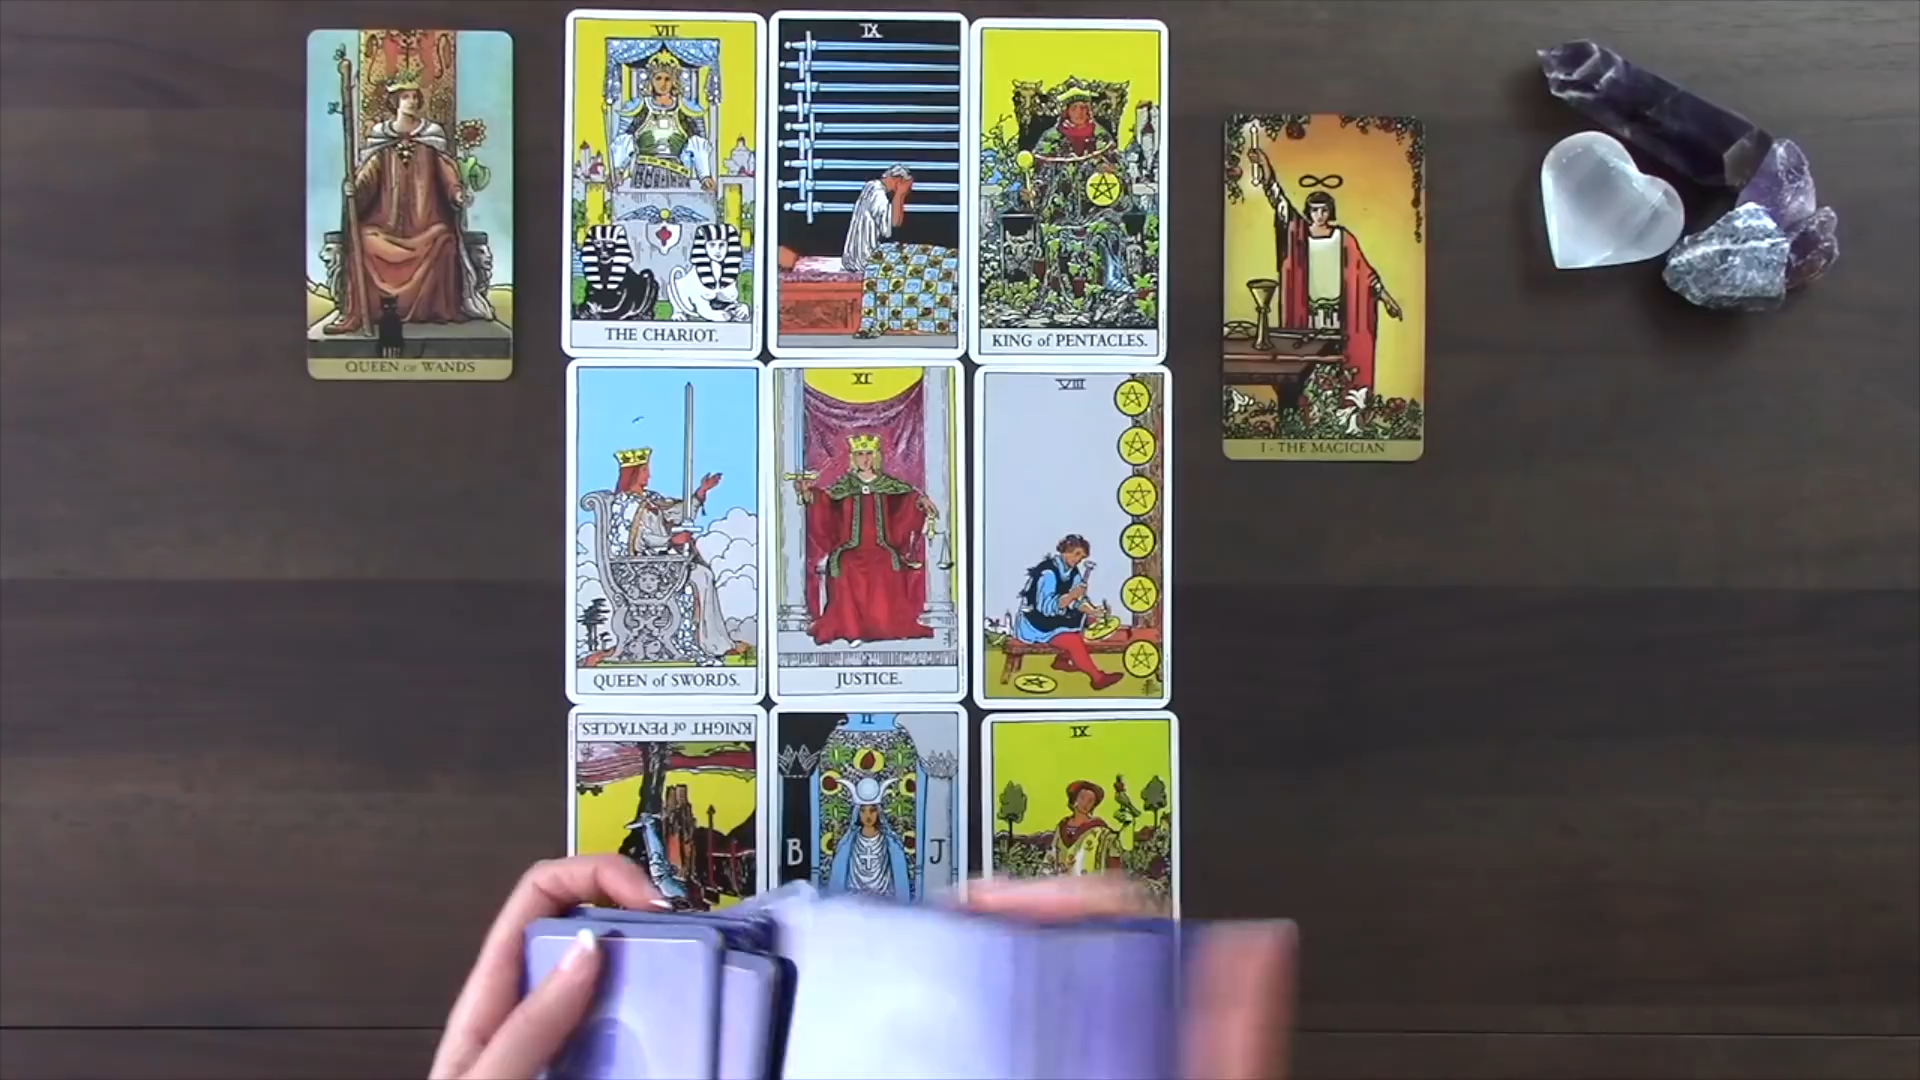 QUEEN OF WANDS
VII
THE CHARIOT.
IX
KING of PENTACLES.
I - THE MAGICIAN
QUEEN of SWORDS.
XI
JUSTICE.
VIII
KNIGHT of PENTACLES.
II
B J
IX